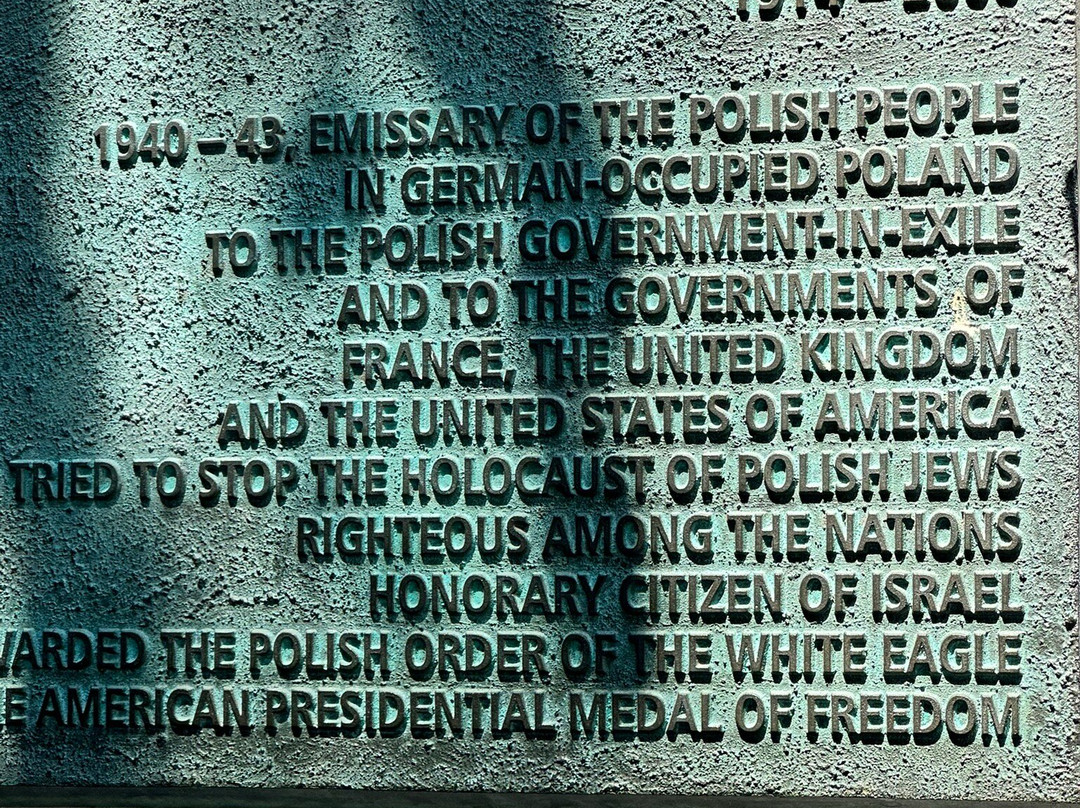 1940 – 43, EMISSARY OF THE POLISH PEOPLE
IN GERMAN-OCCUPIED POLAND
TO THE POLISH GOVERNMENT-IN-EXILE
AND TO THE GOVERNMENTS OF
FRANCE, THE UNITED KINGDOM
AND THE UNITED STATES OF AMERICA
TRIED TO STOP THE HOLOCAUST OF POLISH JEWS
RIGHTEOUS AMONG THE NATIONS
HONORARY CITIZEN OF ISRAEL
WARDED THE POLISH ORDER OF THE WHITE EAGLE
E AMERICAN PRESIDENTIAL MEDAL OF FREEDOM